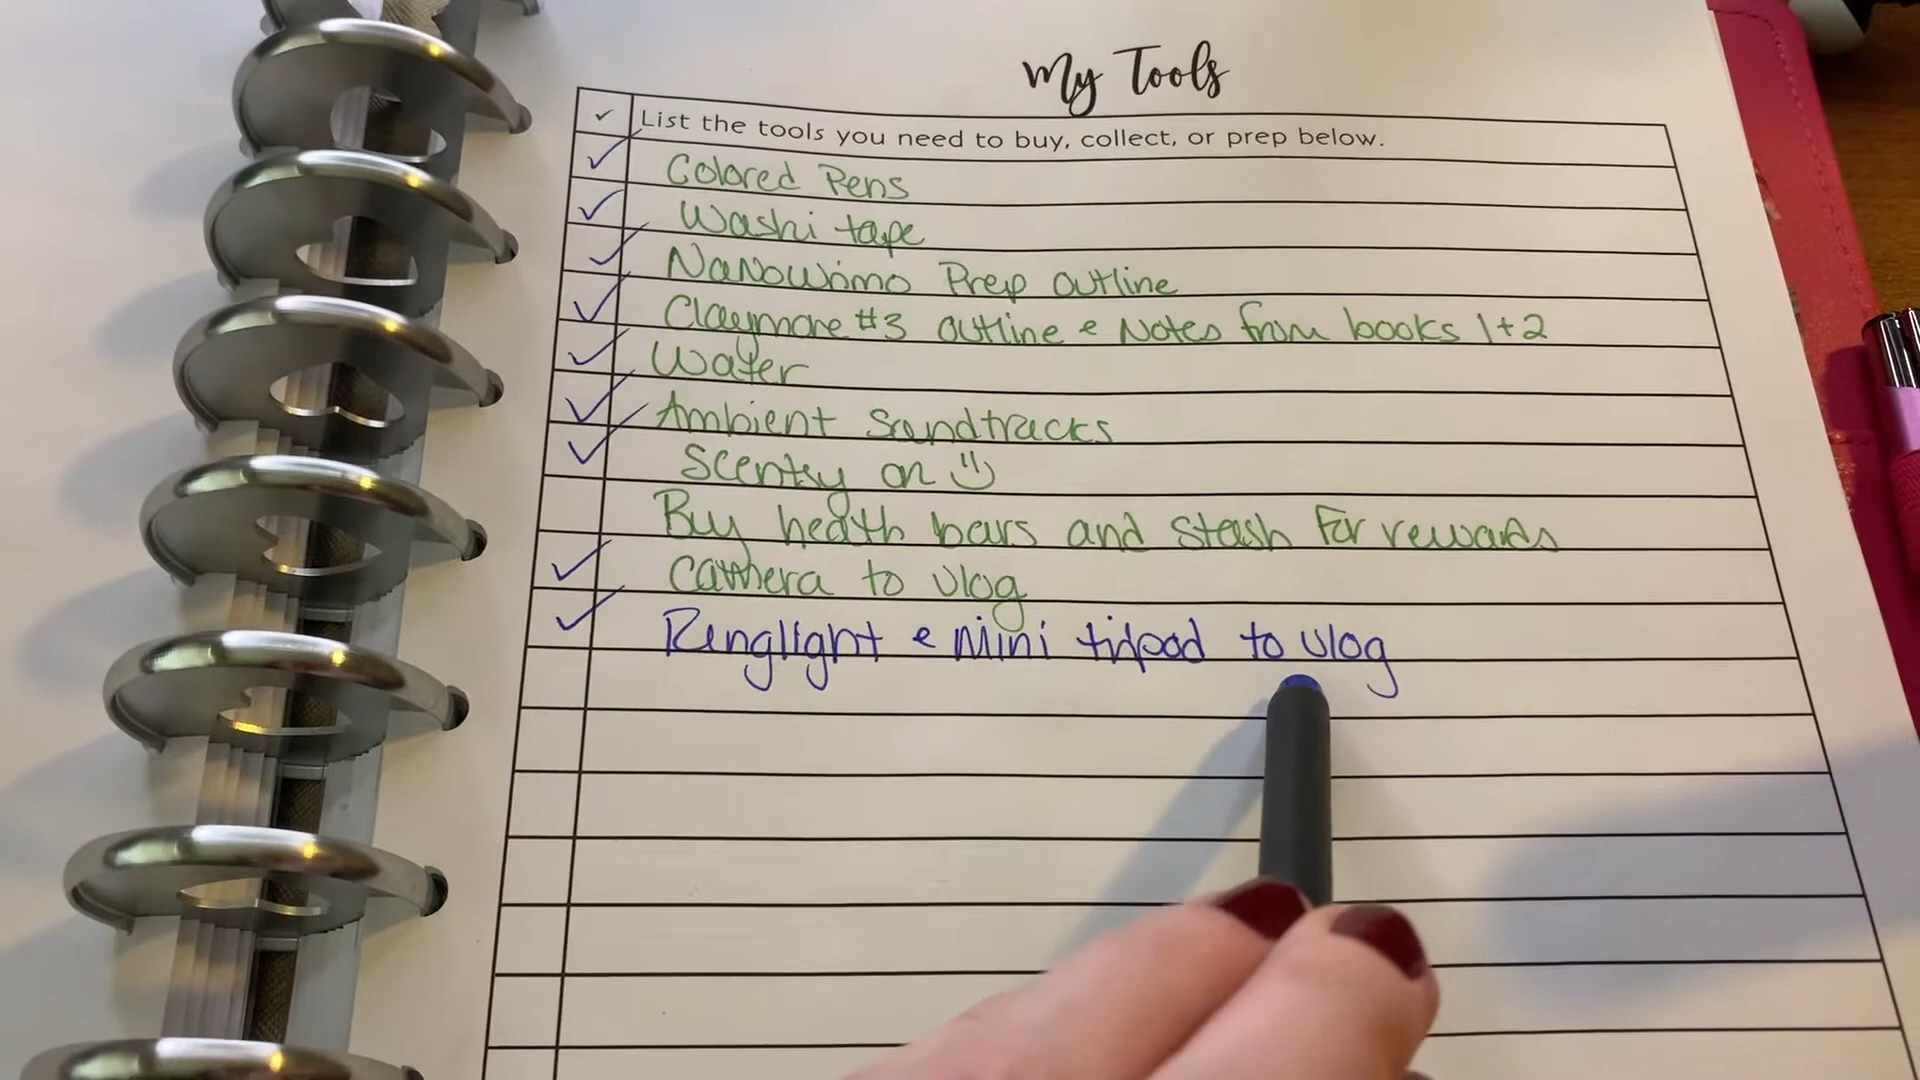 My Tools
✓ List the tools you need to buy, collect, or prep below.
✓ Colored Pens
✓ Washi tape
✓ NaNoWrimo Prep outline
✓ Claymore #3 outline & Notes from books 1+2
✓ Water
✓ Ambient Soundtracks
✓ Scentsy on
Buy heath bars and stash for rewards
✓ Camera to vlog
✓ Ringlight & Mini tripod to vlog